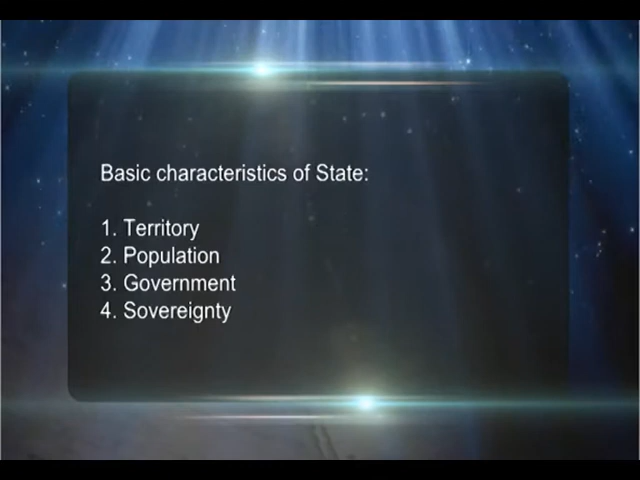 Basic characteristics of State:
1. Territory
2. Population
3. Government
4. Sovereignty